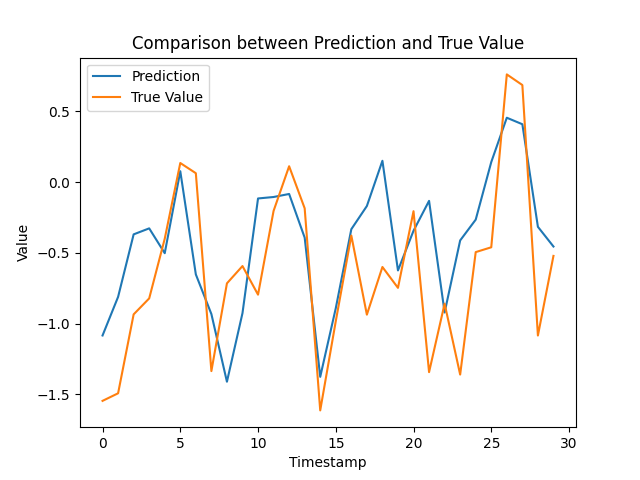 Comparison between Prediction and True Value
Prediction
True Value
0.5
0.0
−0.5
−1.0
−1.5
Value
0 5 10 15 20 25 30
Timestamp